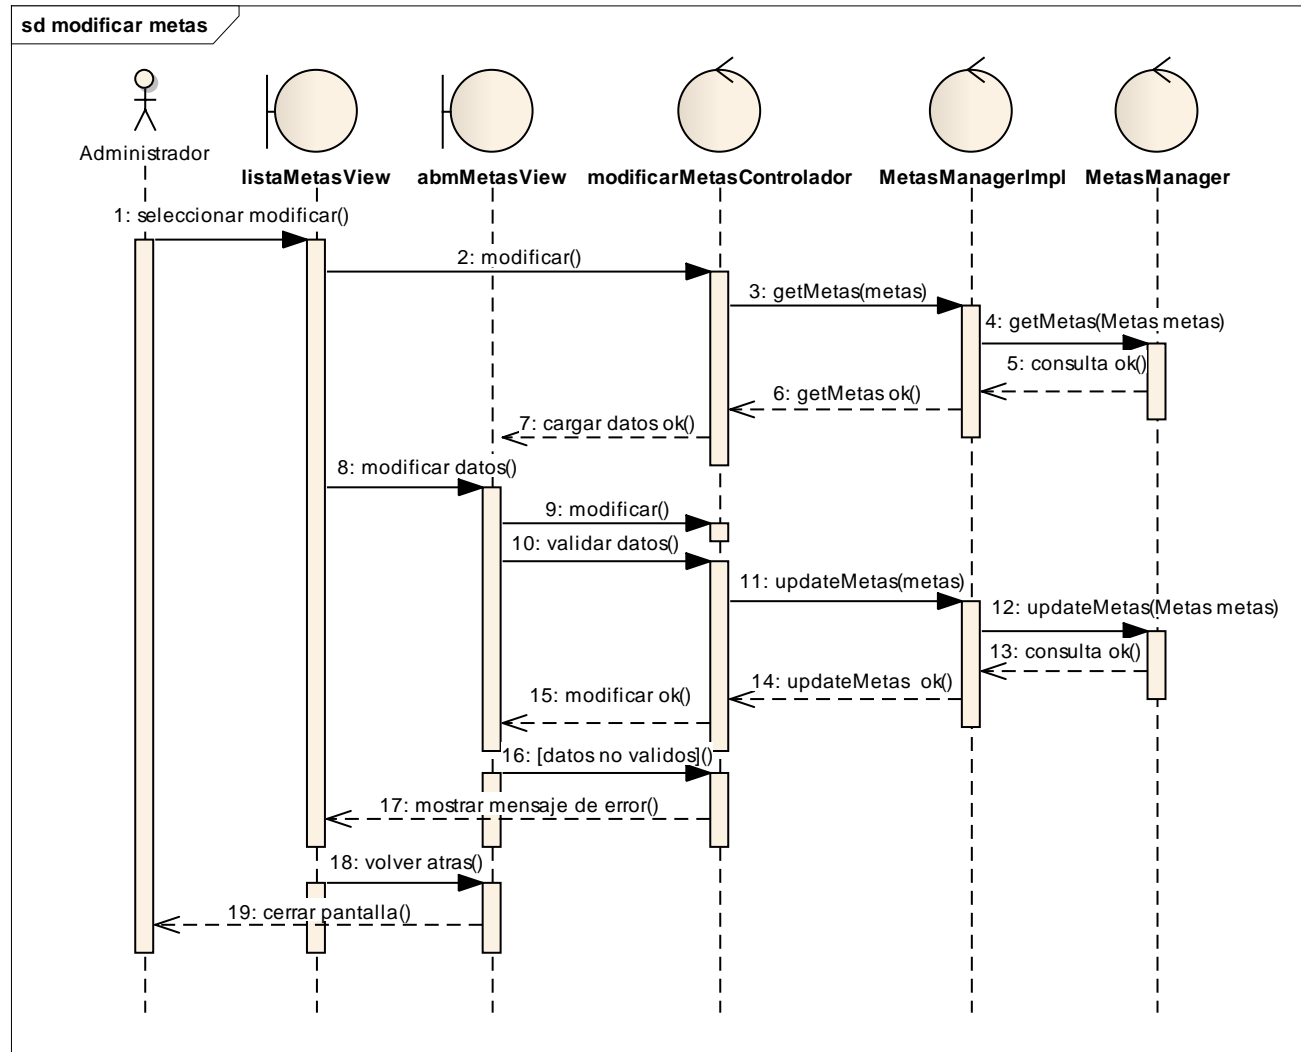 sd modificar metas
Administrador
listaMetasView
abmMetasView
modificarMetasControlador
MetasManagerImpl
MetasManager
1: seleccionar modificar()
2: modificar()
3: getMetas(metas)
4: getMetas(Metas metas)
5: consulta ok()
6: getMetas ok()
7: cargar datos ok()
8: modificar datos()
9: modificar()
10: validar datos()
11: updateMetas(metas)
12: updateMetas(Metas metas)
13: consulta ok()
14: updateMetas ok()
15: modificar ok()
16: [datos no validos]()
17: mostrar mensaje de error()
18: volver atras()
19: cerrar pantalla()